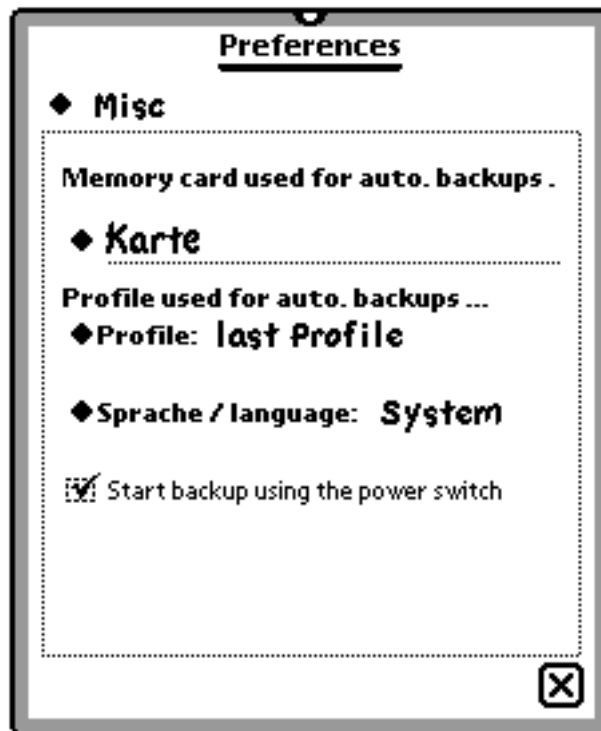 Preferences
Misc
Memory card used for auto. backups .
Karte
Profile used for auto. backups ...
Profile: last Profile
Sprache / language: System
Start backup using the power switch